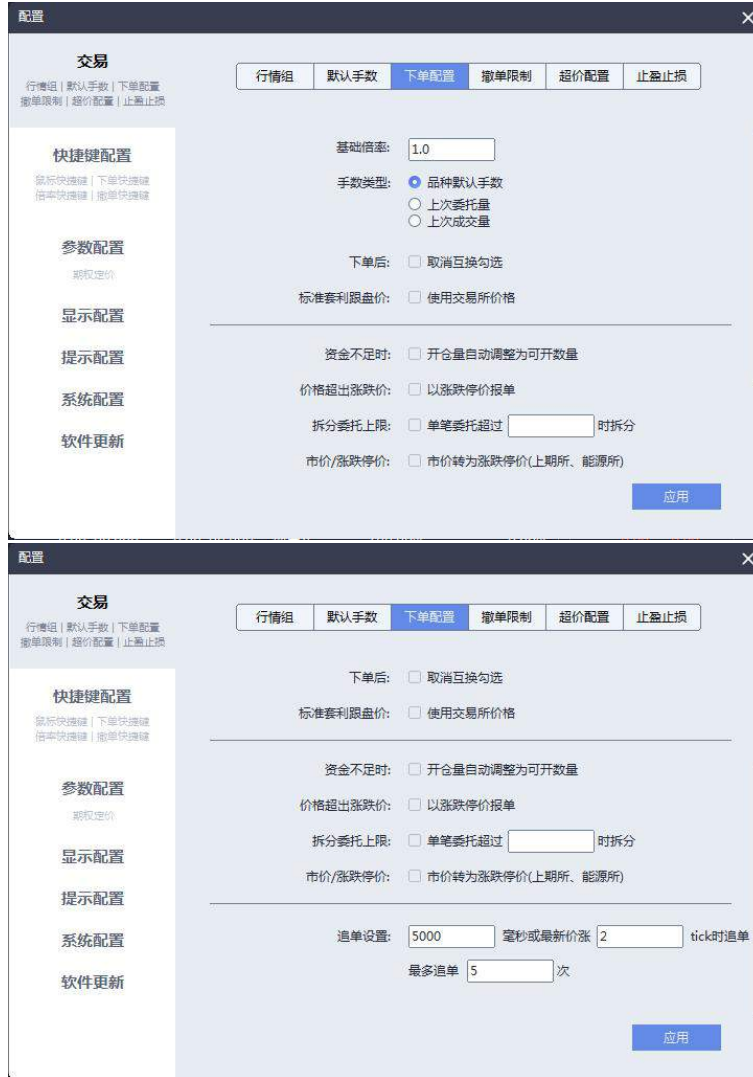 配置
交易
行情组 | 默认手数 | 下单配置
撤单限制 | 超价配置 | 止盈止损
快捷键配置
鼠标快捷键 | 下单快捷键
倍率快捷键 | 撤单快捷键
参数配置
期权定价
显示配置
提示配置
系统配置
软件更新
行情组 默认手数 下单配置 撤单限制 超价配置 止盈止损
基础倍率: 1.0
手数类型: 品种默认手数
上次委托量
上次成交量
下单后: 取消互换勾选
标准套利跟盘价: 使用交易所价格
资金不足时: 开仓量自动调整为可开数量
价格超出涨跌价: 以涨跌停价报单
拆分委托上限: 单笔委托超过 时拆分
市价/涨跌停价: 市价转为涨跌停价(上期所、能源所)
应用
配置
交易
行情组 | 默认手数 | 下单配置
撤单限制 | 超价配置 | 止盈止损
快捷键配置
鼠标快捷键 | 下单快捷键
倍率快捷键 | 撤单快捷键
参数配置
期权定价
显示配置
提示配置
系统配置
软件更新
行情组 默认手数 下单配置 撤单限制 超价配置 止盈止损
下单后: 取消互换勾选
标准套利跟盘价: 使用交易所价格
资金不足时: 开仓量自动调整为可开数量
价格超出涨跌价: 以涨跌停价报单
拆分委托上限: 单笔委托超过 时拆分
市价/涨跌停价: 市价转为涨跌停价(上期所、能源所)
追单设置: 5000 毫秒或最新价涨 2 tick时追单
最多追单 5 次
应用